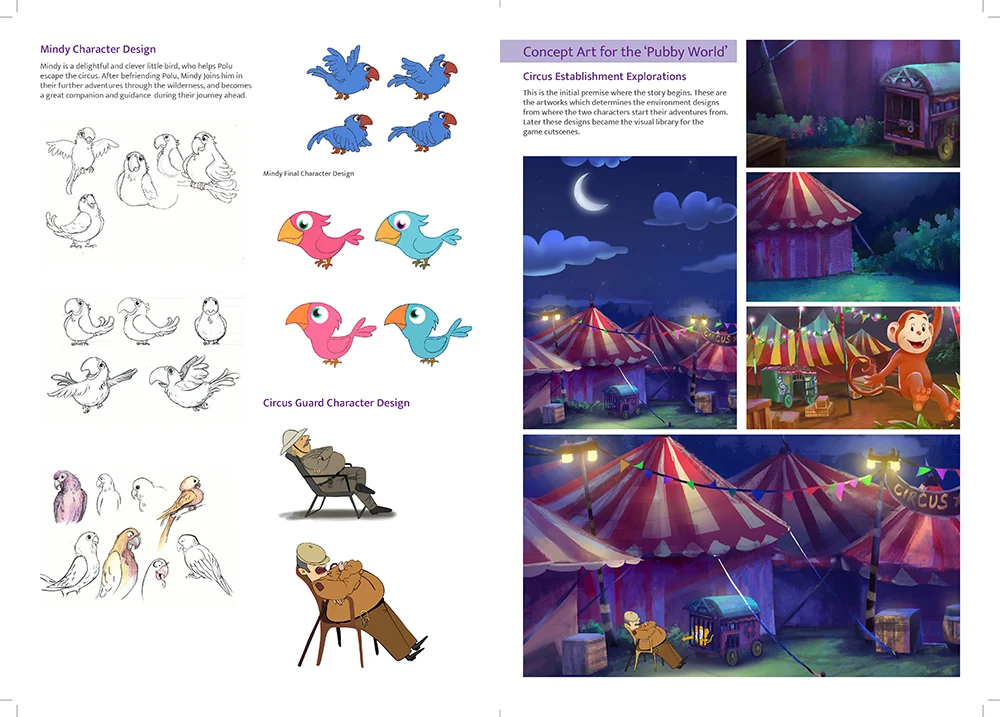 Mindy Character Design
Mindy is a delightful and clever little bird, who helps Polu
escape the circus. After befriending Polu, Mindy Joins him in
their further adventures through the wilderness, and becomes
a great companion and guidance during their journey ahead.
Mindy Final Character Design
Circus Guard Character Design
Concept Art for the ‘Pubby World’
Circus Establishment Explorations
This is the initial premise where the story begins. These are
the artworks which determines the environment designs
from where the two characters start their adventures from.
Later these designs became the visual library for the
game cutscenes.
CIRCUS
CIRCUS